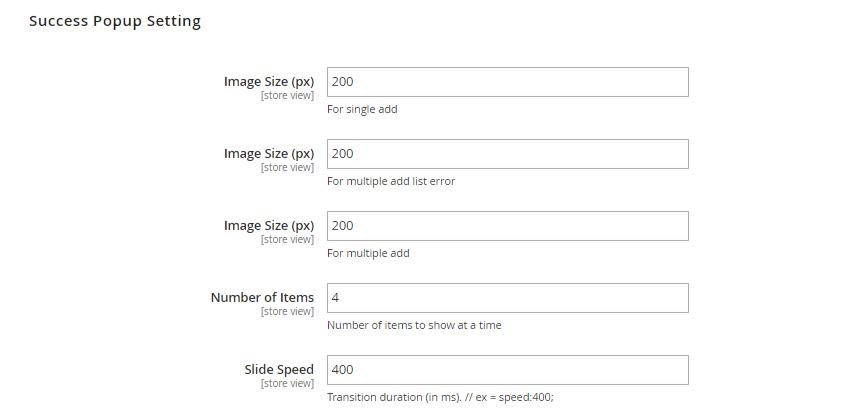 Success Popup Setting
Image Size (px) 200
[store view]
For single add
Image Size (px) 200
[store view]
For multiple add list error
Image Size (px) 200
[store view]
For multiple add
Number of Items 4
[store view]
Number of items to show at a time
Slide Speed 400
[store view]
Transition duration (in ms). // ex = speed:400;